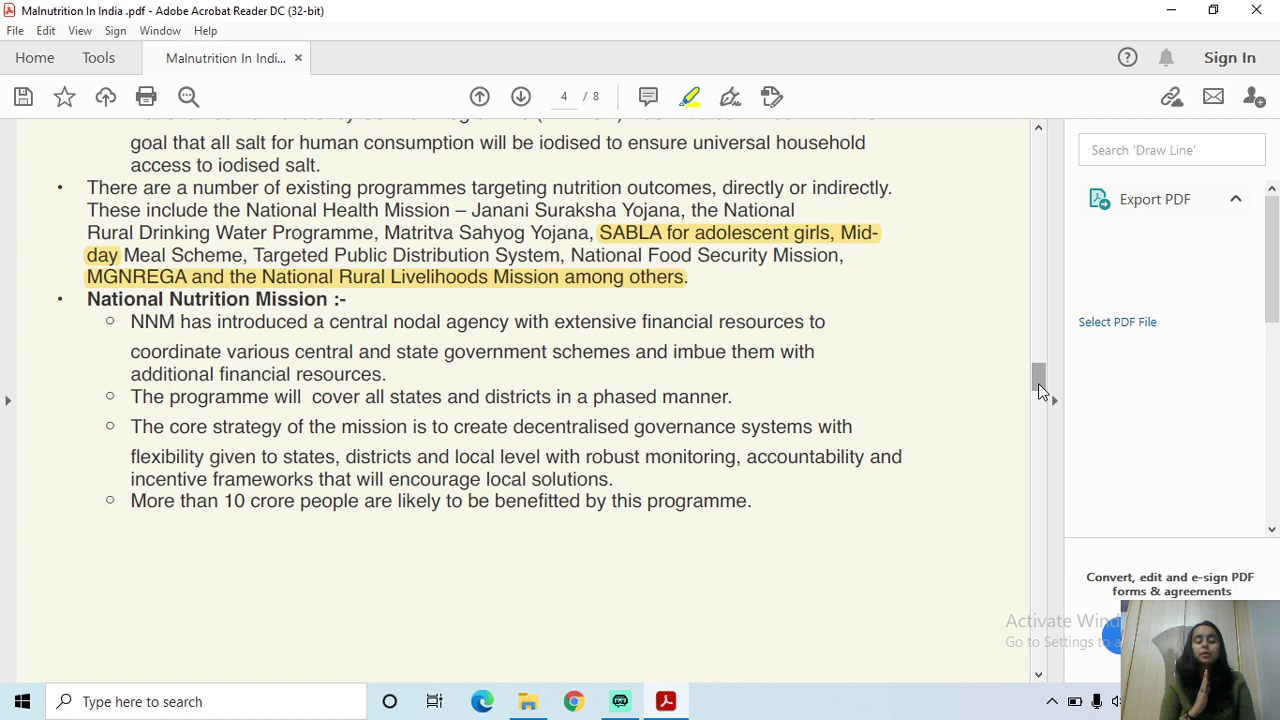 Malnutrition In India .pdf - Adobe Acrobat Reader DC (32-bit)
File Edit View Sign Window Help
Home Tools Malnutrition In Indi... × Sign In
4 / 8
goal that all salt for human consumption will be iodised to ensure universal household
access to iodised salt.
• There are a number of existing programmes targeting nutrition outcomes, directly or indirectly.
These include the National Health Mission – Janani Suraksha Yojana, the National
Rural Drinking Water Programme, Matritva Sahyog Yojana, SABLA for adolescent girls, Mid-
day Meal Scheme, Targeted Public Distribution System, National Food Security Mission,
MGNREGA and the National Rural Livelihoods Mission among others.
• National Nutrition Mission :-
○ NNM has introduced a central nodal agency with extensive financial resources to
coordinate various central and state government schemes and imbue them with
additional financial resources.
○ The programme will cover all states and districts in a phased manner.
○ The core strategy of the mission is to create decentralised governance systems with
flexibility given to states, districts and local level with robust monitoring, accountability and
incentive frameworks that will encourage local solutions.
○ More than 10 crore people are likely to be benefitted by this programme.
Search 'Draw Line'
Export PDF
Select PDF File
Convert, edit and e-sign PDF
forms & agreements
Activate Wind
Go to Settings to a
Type here to search